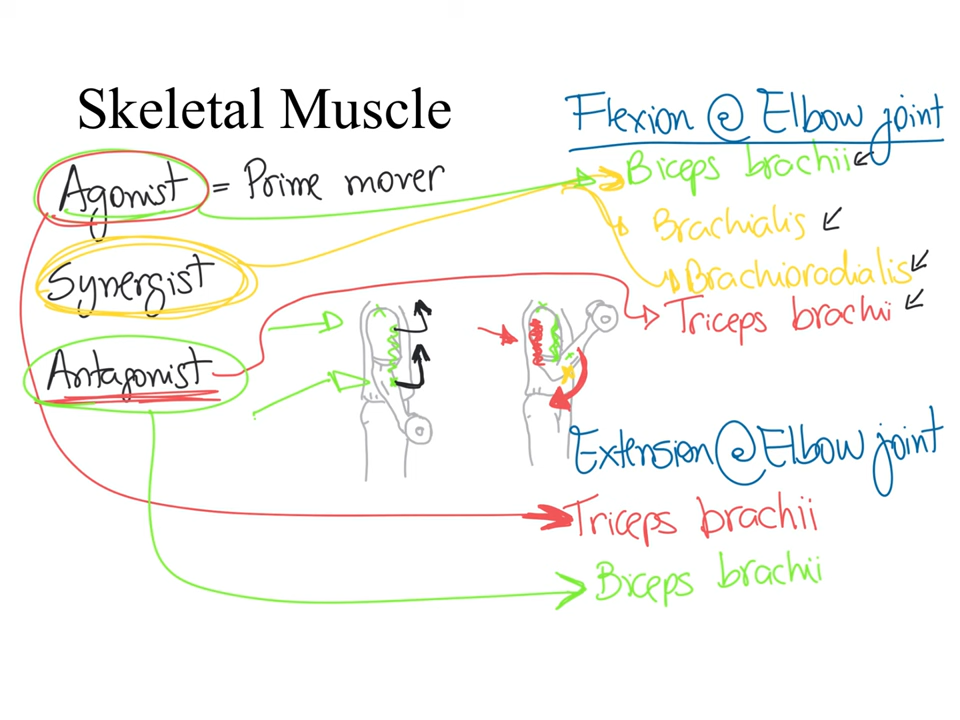 Skeletal Muscle
Agonist = Prime mover
Synergist
Antagonist
Flexion @ Elbow joint
Biceps brachii
Brachialis
Brachiorodialis
Triceps brachii
Extension @ Elbow joint
Triceps brachii
Biceps brachii